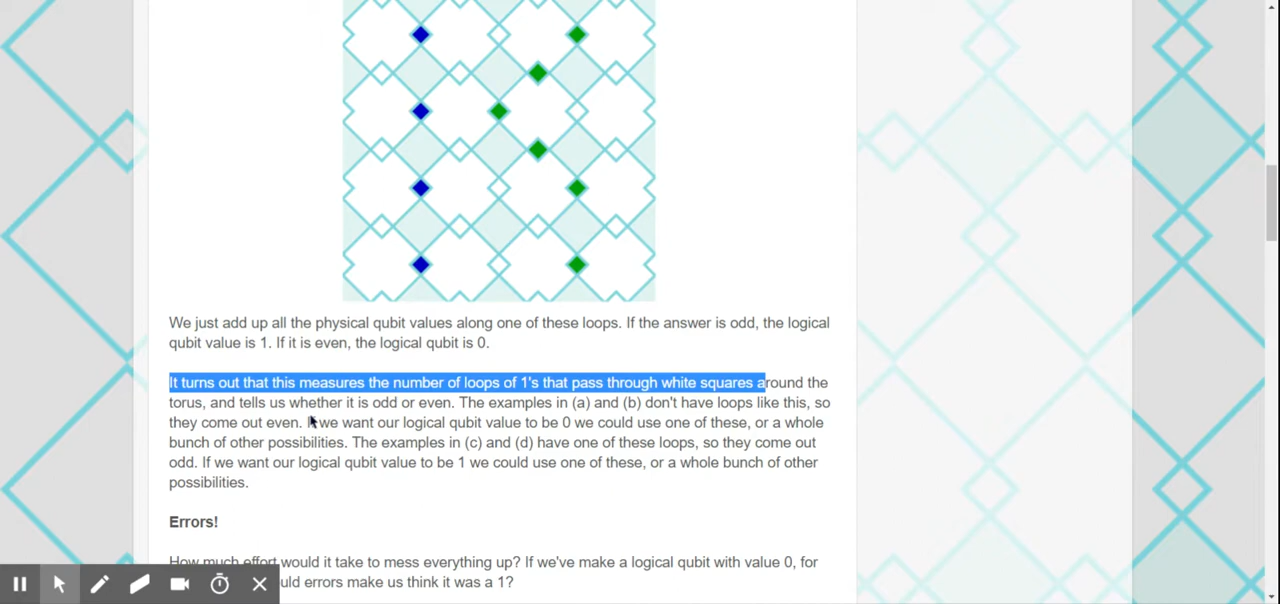 We just add up all the physical qubit values along one of these loops. If the answer is odd, the logical
qubit value is 1. If it is even, the logical qubit is 0.
It turns out that this measures the number of loops of 1's that pass through white squares around the
torus, and tells us whether it is odd or even. The examples in (a) and (b) don't have loops like this, so
they come out even. If we want our logical qubit value to be 0 we could use one of these, or a whole
bunch of other possibilities. The examples in (c) and (d) have one of these loops, so they come out
odd. If we want our logical qubit value to be 1 we could use one of these, or a whole bunch of other
possibilities.
Errors!
How much effort would it take to mess everything up? If we've make a logical qubit with value 0, for
uld errors make us think it was a 1?